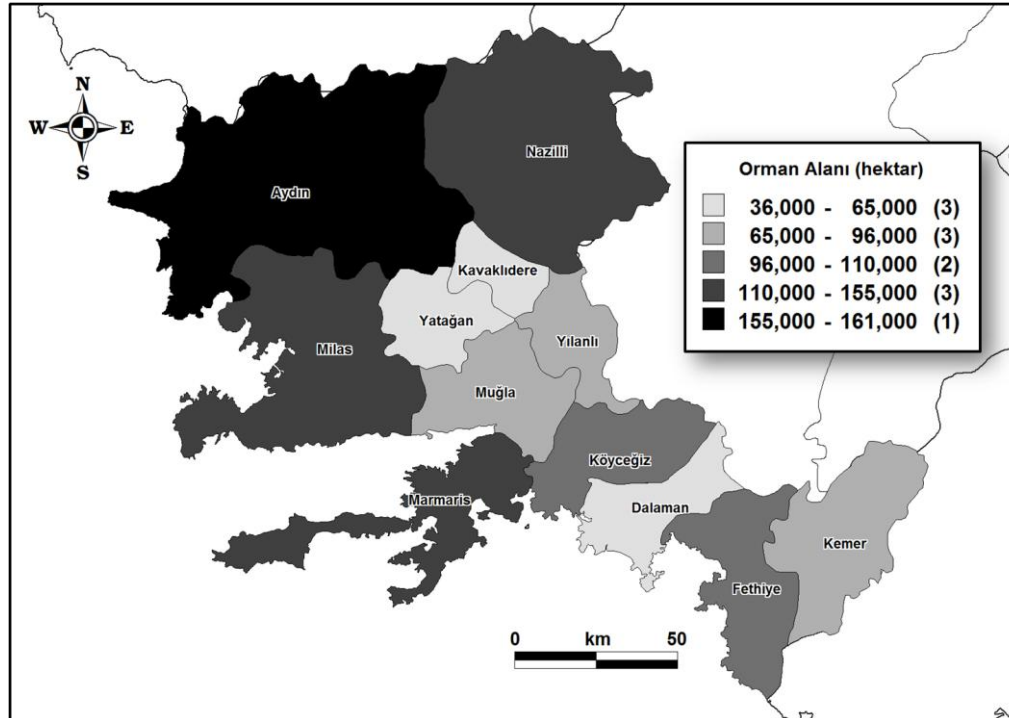 N
W E
S
Nazilli
Aydın
Orman Alanı (hektar)
36,000 - 65,000 (3)
65,000 - 96,000 (3)
96,000 - 110,000 (2)
110,000 - 155,000 (3)
155,000 - 161,000 (1)
Kavaklıdere
Yatağan
Yılanlı
Milas
Muğla
Köyceğiz
Marmaris
Dalaman
Kemer
Fethiye
0 km 50